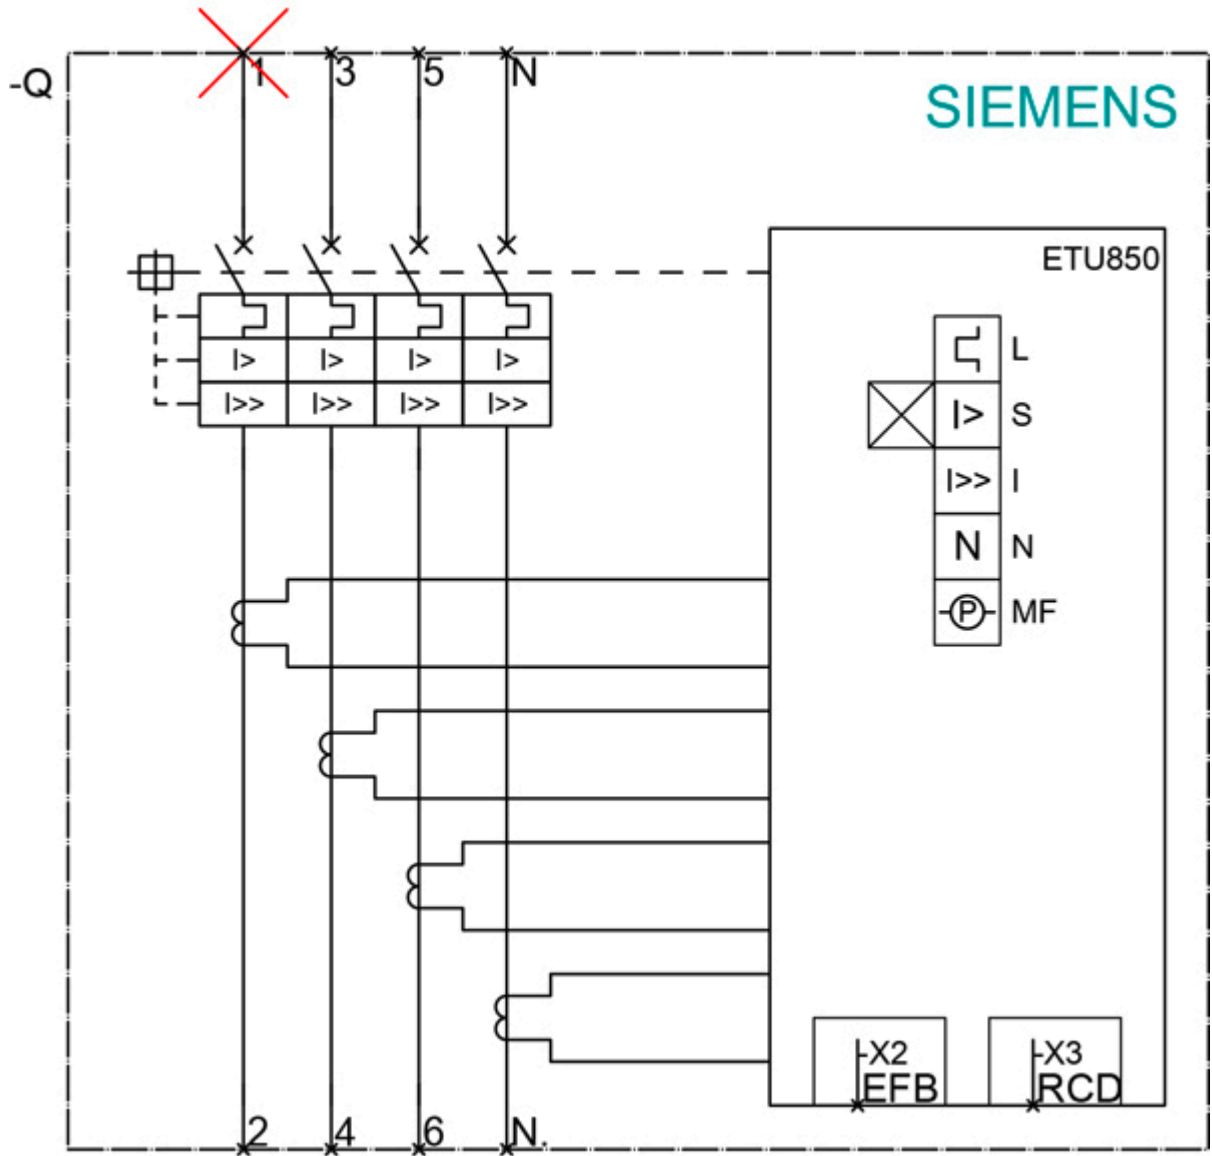 -Q
1 3 5 N
SIEMENS
ETU850
L
I> I> I> I>
I>> I>> I>> I>>
I> S
I>> I
N N
P MF
-X2
EFB
-X3
RCD
2 4 6 N.